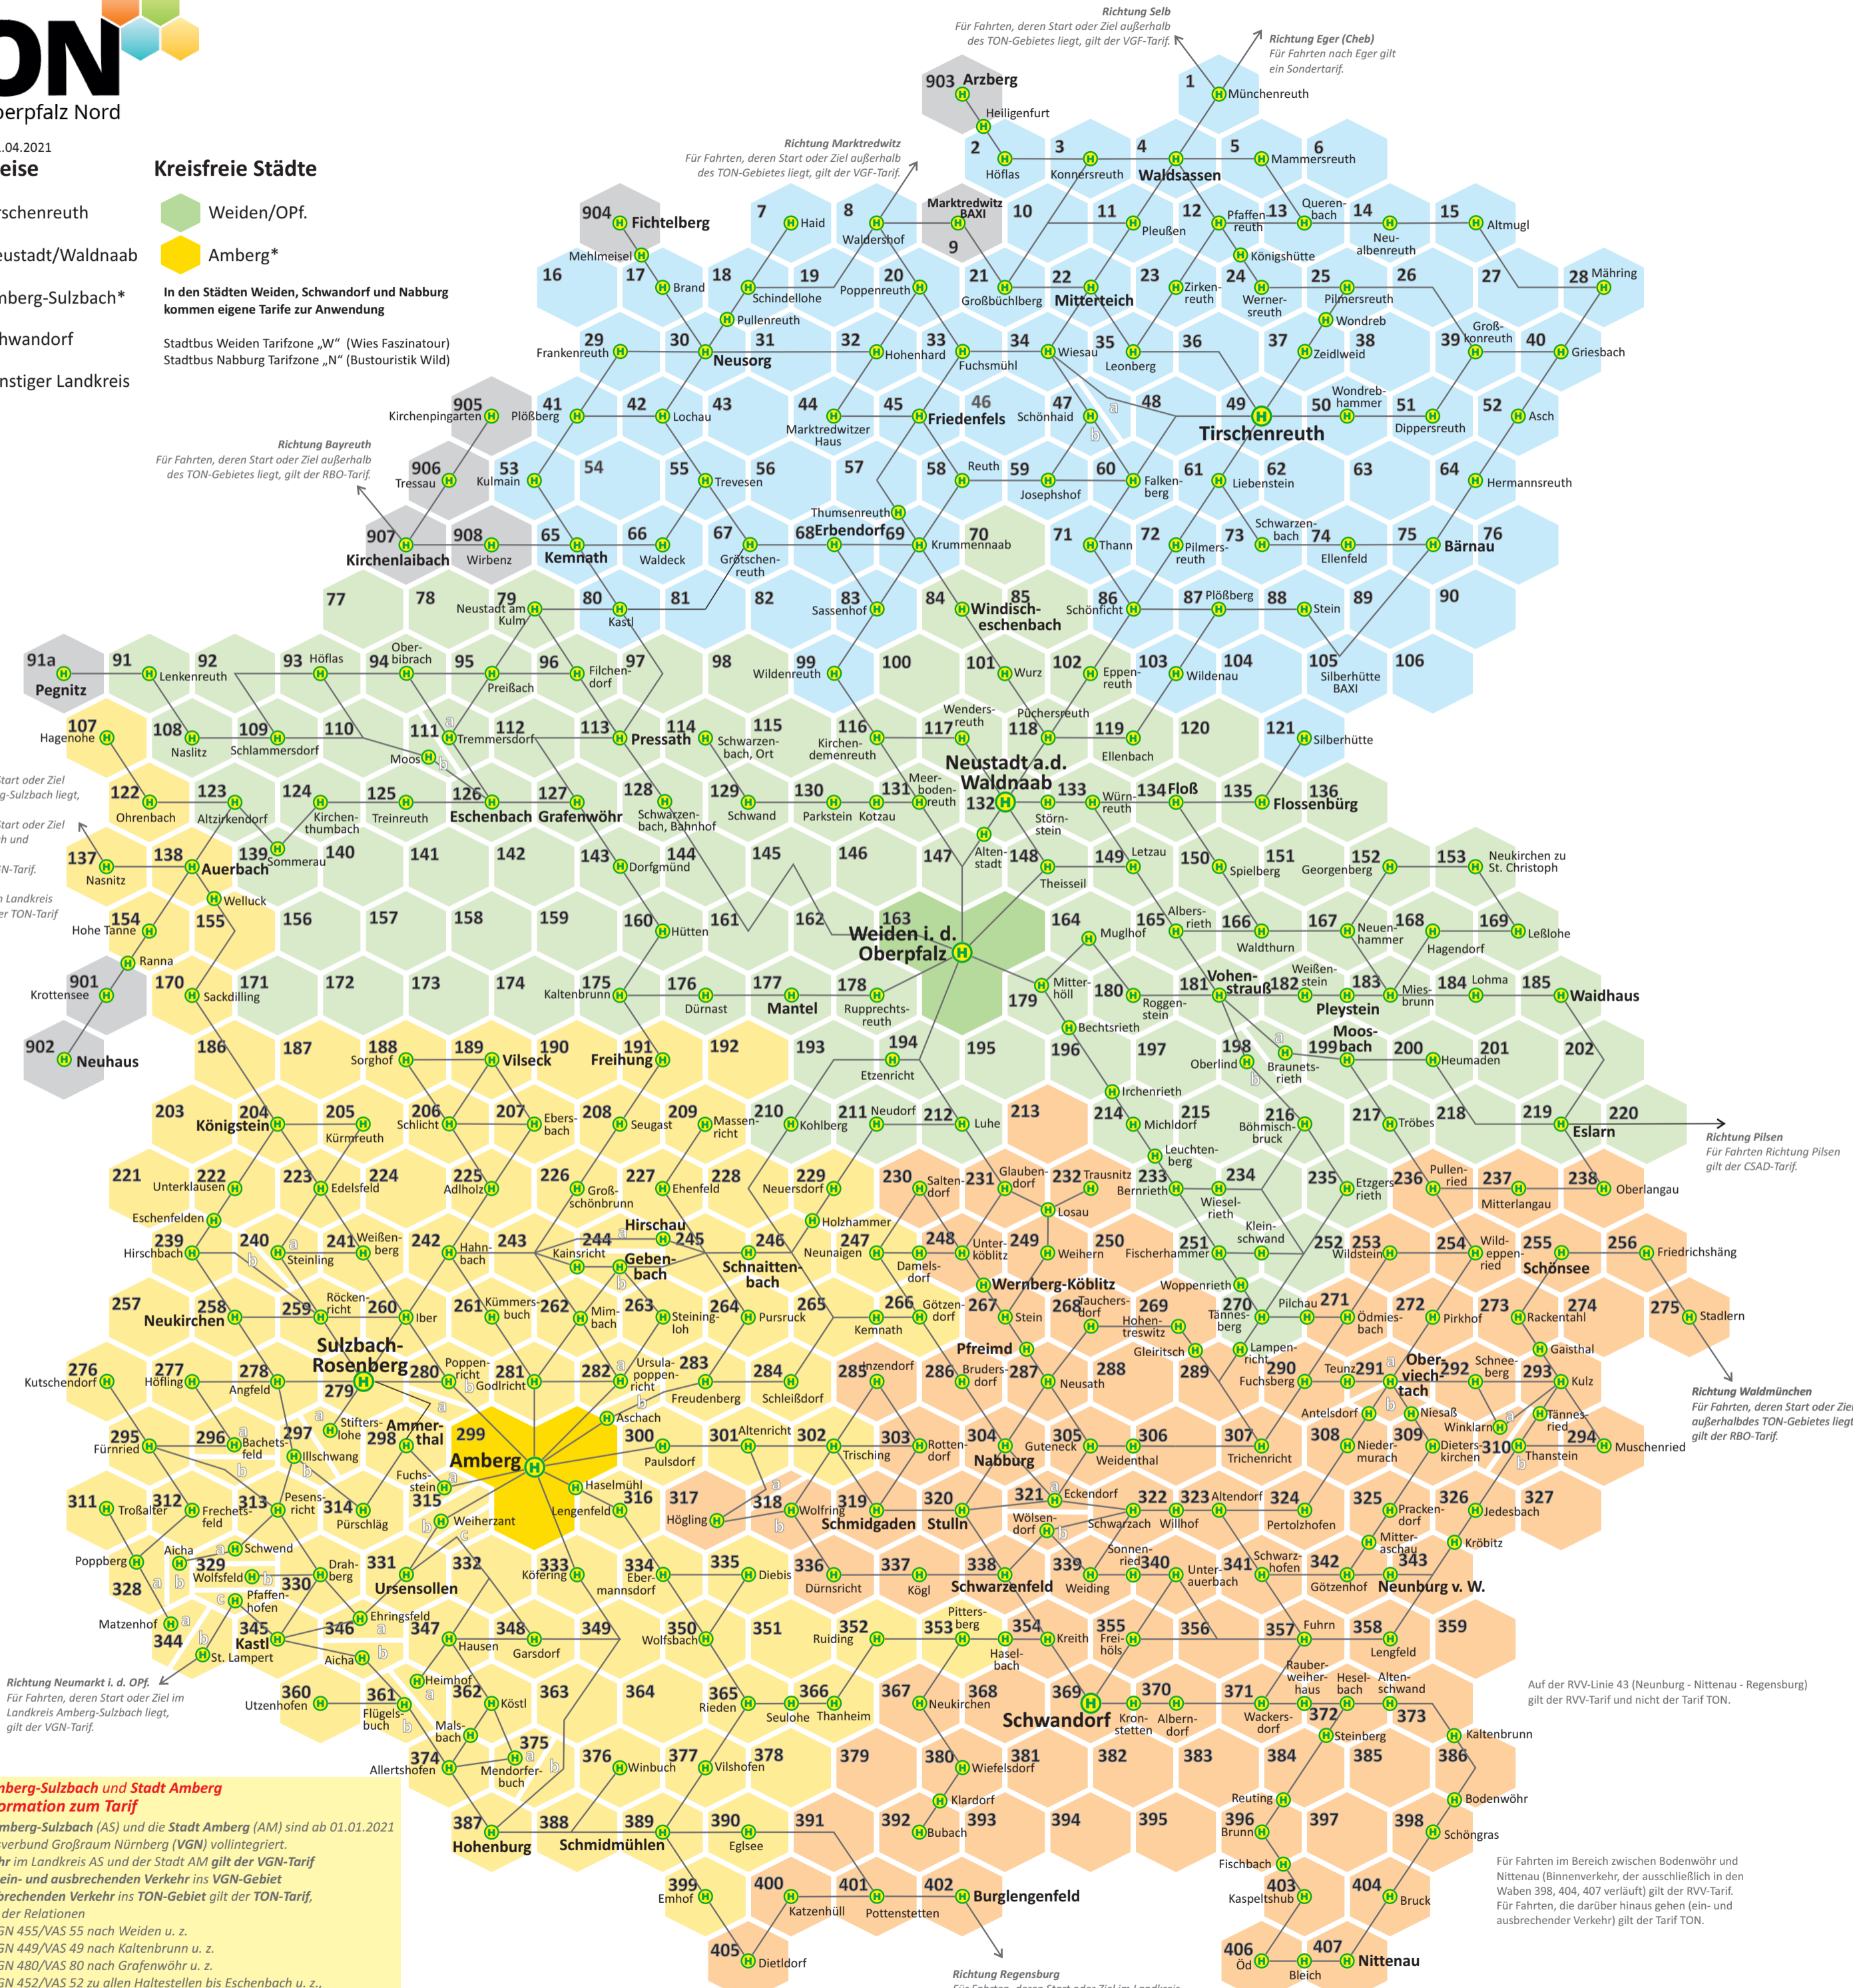 ON
berpfalz Nord
.04.2021
eise
Kreisfreie Städte
rschenreuth
Weiden/OPf.
eustadt/Waldnaab
Amberg*
mberg-Sulzbach*
hwandorf
nstiger Landkreis
In den Städten Weiden, Schwandorf und Nabburg
kommen eigene Tarife zur Anwendung
Stadtbus Weiden Tarifzone „W“ (Wies Faszinatour)
Stadtbus Nabburg Tarifzone „N“ (Bustouristik Wild)
Richtung Selb
Für Fahrten, deren Start oder Ziel außerhalb
des TON-Gebietes liegt, gilt der VGF-Tarif.
Richtung Eger (Cheb)
Für Fahrten nach Eger gilt
ein Sondertarif.
Richtung Marktredwitz
Für Fahrten, deren Start oder Ziel außerhalb
des TON-Gebietes liegt, gilt der VGF-Tarif.
Richtung Bayreuth
Für Fahrten, deren Start oder Ziel außerhalb
des TON-Gebietes liegt, gilt der RBO-Tarif.
903 Arzberg 1 Münchenreuth
Heiligenfurt
2 Höflas 3 Konnersreuth 4 Waldsassen 5 Mammersreuth 6
904 Fichtelberg 7 Haid 8 Waldershof Marktredwitz BAXI 9 10 11 Pleußen 12 Pfaffenreuth 13 Querenbach 14 Neualbenreuth 15 Altmugl
Mehlmeisel Königshütte
16 17 Brand 18 Schindellohe 19 20 Poppenreuth 21 Großbüchlberg 22 Mitterteich 23 Zirkenreuth 24 Wernersreuth 25 Pilmersreuth 26 27 28 Mähring
Pullenreuth Wondreb
29 Frankenreuth 30 Neusorg 31 32 Hohenhard 33 Fuchsmühl 34 Wiesau 35 Leonberg 36 37 Zeidlweid 38 39 Großkonreuth 40 Griesbach
905 Kirchenpingarten 41 Plößberg 42 Lochau 43 44 Marktredwitzer Haus 45 Friedenfels 46 47 Schönhaid a b 48 49 Tirschenreuth 50 Wondrebhammer 51 Dippersreuth 52 Asch
906 Tressau 53 Kulmain 54 55 Trevesen 56 57 58 Reuth 59 Josephshof 60 Falkenberg 61 Liebenstein 62 63 64 Hermannsreuth
Thumsenreuth
907 Kirchenlaibach 908 Wirbenz 65 Kemnath 66 Waldeck 67 Grötschenreuth 68 Erbendorf 69 Krummennaab 70 71 Thann 72 Pilmersreuth 73 Schwarzenbach 74 Ellenfeld 75 Bärnau 76
77 78 79 Neustadt am Kulm 80 Kastl 81 82 83 Sassenhof 84 Windischeschenbach 85 86 Schönficht 87 Plößberg 88 Stein 89 90
91a Pegnitz 91 Lenkenreuth 92 93 Höflas 94 Oberbibrach 95 Preißach 96 Filchendorf 97 98 99 Wildenreuth 100 101 Wurz 102 Eppenreuth 103 Wildenau 104 105 Silberhütte BAXI 106
107 Hagenohe 108 Naslitz 109 Schlammersdorf 110 111 a Tremmersdorf Moos b 112 113 Pressath 114 Schwarzenbach, Ort 115 116 Kirchendemenreuth 117 Wendersreuth 118 Püchersreuth 119 Ellenbach 120 121 Silberhütte
122 Ohrenbach 123 Altzirkendorf 124 Kirchenthumbach 125 Treinreuth 126 Eschenbach 127 Grafenwöhr 128 Schwarzenbach, Bahnhof 129 Schwand 130 Parkstein 131 Kotzau Meerbodenreuth 132 Neustadt a.d. Waldnaab Störnstein 133 Würnreuth 134 Floß 135 Flossenbürg 136
tart oder Ziel
g-Sulzbach liegt,
tart oder Ziel
h und
N-Tarif.
n Landkreis
er TON-Tarif
137 Nasnitz 138 Auerbach 139 Sommerau 140 141 142 143 Dorfgmünd 144 145 146 147 Altenstadt 148 Theisseil 149 Letzau 150 Spielberg 151 Georgenberg 152 153 Neukirchen zu St. Christoph
Welluck
154 Hohe Tanne 155 156 157 158 159 160 Hütten 161 162 163 Weiden i. d. Oberpfalz 164 Muglhof 165 Albersrieth 166 Waldthurn 167 Neuenhammer 168 Hagendorf 169 Leßlohe
Ranna
901 Krottensee 170 Sackdilling 171 172 173 174 175 Kaltenbrunn 176 Dürnast 177 Mantel 178 Rupprechtsreuth 179 Mitterhöll 180 Roggenstein 181 Vohenstrauß 182 Weißenstein Pleystein 183 Miesbrunn 184 Lohma 185 Waidhaus
Bechtsrieth
902 Neuhaus 186 187 188 Sorghof 189 Vilseck 190 Freihung 191 192 193 194 Etzenricht 195 196 197 198 Oberlind a Braunetsrieth b 199 Moosbach 200 Heumaden 201 202
Irchenrieth
203 204 Königstein 205 Kürmreuth 206 Schlicht 207 Ebersbach 208 Seugast 209 Massenricht 210 Kohlberg 211 Neudorf 212 Luhe 213 214 Michldorf 215 216 Böhmischbruck 217 Tröbes 218 219 Eslarn 220
Richtung Pilsen
Für Fahrten Richtung Pilsen
gilt der CSAD-Tarif.
Leuchtenberg
221 222 Unterklausen 223 Edelsfeld 224 225 Adlholz 226 Großschönbrunn 227 Ehenfeld 228 229 Neuersdorf 230 Saltendorf 231 Glaubendorf 232 Trausnitz 233 Bernrieth 234 Wieselrieth 235 Etzgersrieth 236 Pullenried 237 Mitterlangau 238 Oberlangau
Eschenfelden Holzhammer Losau
239 Hirschbach 240 a b Steinling 241 Weißenberg 242 Hahnbach 243 244 a b Kainsricht Gebenbach Hirschau 245 246 Schnaittenbach 247 Neunaigen 248 Damelsdorf Unterköblitz 249 Weihern 250 Fischerhammer 251 Kleinschwand 252 Wildstein 253 254 Wildeppenried 255 Schönsee 256 Friedrichshäng
Wernberg-Köblitz Woppenrieth
257 258 Neukirchen 259 Röckenricht 260 Iber 261 Kümmersbuch 262 Mimbach 263 Steiningloh 264 Pursruck 265 Kemnath 266 Götzendorf 267 Stein 268 Tauchersdorf 269 Hohentreswitz 270 Tännesberg Pilchau 271 Ödmiesbach 272 Pirkhof 273 Rackentahl 274 275 Stadlern
Pfreimd Gleiritsch Lampenricht Gaisthal
276 Kutschendorf 277 Höfling 278 Angfeld 279 a Sulzbach-Rosenberg 280 Poppenricht b a 281 Godlricht 282 a b Ursulapoppenricht 283 Freudenberg 284 Schleißdorf 285 Inzendorf 286 Brudersdorf 287 Neusath 288 289 290 Fuchsberg Teunz 291 a b Oberviechtach 292 Schneeberg 293 Kulz
Richtung Waldmünchen
Für Fahrten, deren Start oder Ziel
außerhalbdes TON-Gebietes liegt
gilt der RBO-Tarif.
Stifterslohe Aschach Antelsdorf Niesaß Winklarn a Tännesried
295 Fürnried 296 a b Bachetsfeld 297 b Illschwang 298 Ammerthal 299 Amberg 300 Paulsdorf 301 Altenricht 302 Trisching 303 Rottendorf 304 Nabburg 305 Guteneck 306 Weidenthal 307 Trichenricht 308 Niedermurach 309 Dieterskirchen 310 b Thanstein 294 Muschenried
Fuchsstein a Haselmühl
311 Troßalter 312 Frechetsfeld 313 Pesensricht 314 Pürschläg 315 b c Weiherzant Lengenfeld 316 317 Högling 318 a b Wolfring 319 Schmidgaden 320 Stulln 321 a b Eckendorf Wölsendorf 322 Schwarzach 323 Willhof Altendorf 324 Pertolzhofen 325 Prackendorf 326 Jedesbach 327
Poppberg Aicha a Schwend Mitteraschau Kröbitz
328 a b 329 Wolfsfeld b c Pfaffenhofen 330 Drahberg 331 Ursensollen 332 333 Köfering 334 Ebermannsdorf 335 Diebis 336 Dürnsricht 337 Kögl 338 Schwarzenfeld 339 Weiding Sonnenried 340 Unterauerbach 341 Schwarzhofen 342 Götzenhof 343 Neunburg v. W.
Matzenhof a 344 b St. Lampert 345 Kastl 346 a b Ehringsfeld Aicha 347 Hausen 348 Garsdorf 349 350 Wolfsbach 351 352 Ruiding 353 Pittersberg Haselbach 354 Kreith 355 Freihöls 356 357 Fuhrn 358 Lengfeld 359
Richtung Neumarkt i. d. OPf.
Für Fahrten, deren Start oder Ziel im
Landkreis Amberg-Sulzbach liegt,
gilt der VGN-Tarif.
360 Utzenhofen 361 a b Flügelsbuch Heimhof 362 Köstl 363 364 365 Rieden Seulohe 366 Thanheim 367 Neukirchen 368 369 Schwandorf Kronstetten 370 Alberndorf 371 Wackersdorf Rauberweiherhaus 372 Heselbach Altenschwand 373
Auf der RVV-Linie 43 (Neunburg - Nittenau - Regensburg)
gilt der RVV-Tarif und nicht der Tarif TON.
Malsbach Steinberg Kaltenbrunn
374 Allertshofen 375 a b Mendorferbuch 376 Winbuch 377 Vilshofen 378 379 380 Wiefelsdorf 381 382 383 384 385 386
Klardorf Reuting Bodenwöhr
387 Hohenburg 388 389 Schmidmühlen 390 Eglsee 391 392 Bubach 393 394 395 396 Brunn 397 398 Schöngras
Fischbach
399 Emhof 400 Katzenhüll 401 Pottenstetten 402 Burglengenfeld 403 Kaspeltshub 404 Bruck
405 Dietldorf 406 Öd Bleich 407 Nittenau
Für Fahrten im Bereich zwischen Bodenwöhr und
Nittenau (Binnenverkehr, der ausschließlich in den
Waben 398, 404, 407 verläuft) gilt der RVV-Tarif.
Für Fahrten, die darüber hinaus gehen (ein- und
ausbrechender Verkehr) gilt der Tarif TON.
Richtung Regensburg
mberg-Sulzbach und Stadt Amberg
ormation zum Tarif
mberg-Sulzbach (AS) und die Stadt Amberg (AM) sind ab 01.01.2021
sverbund Großraum Nürnberg (VGN) vollintegriert.
hr im Landkreis AS und der Stadt AM gilt der VGN-Tarif
ein- und ausbrechenden Verkehr ins VGN-Gebiet
brechenden Verkehr ins TON-Gebiet gilt der TON-Tarif,
der Relationen
GN 455/VAS 55 nach Weiden u. z.
GN 449/VAS 49 nach Kaltenbrunn u. z.
GN 480/VAS 80 nach Grafenwöhr u. z.
GN 452/VAS 52 zu allen Haltestellen bis Eschenbach u. z.,